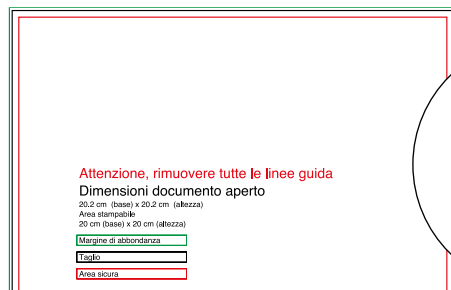 Attenzione, rimuovere tutte le linee guida
Dimensioni documento aperto
20.2 cm (base) x 20.2 cm (altezza)
Area stampabile
20 cm (base) x 20 cm (altezza)
Margine di abbondanza
Taglio
Area sicura